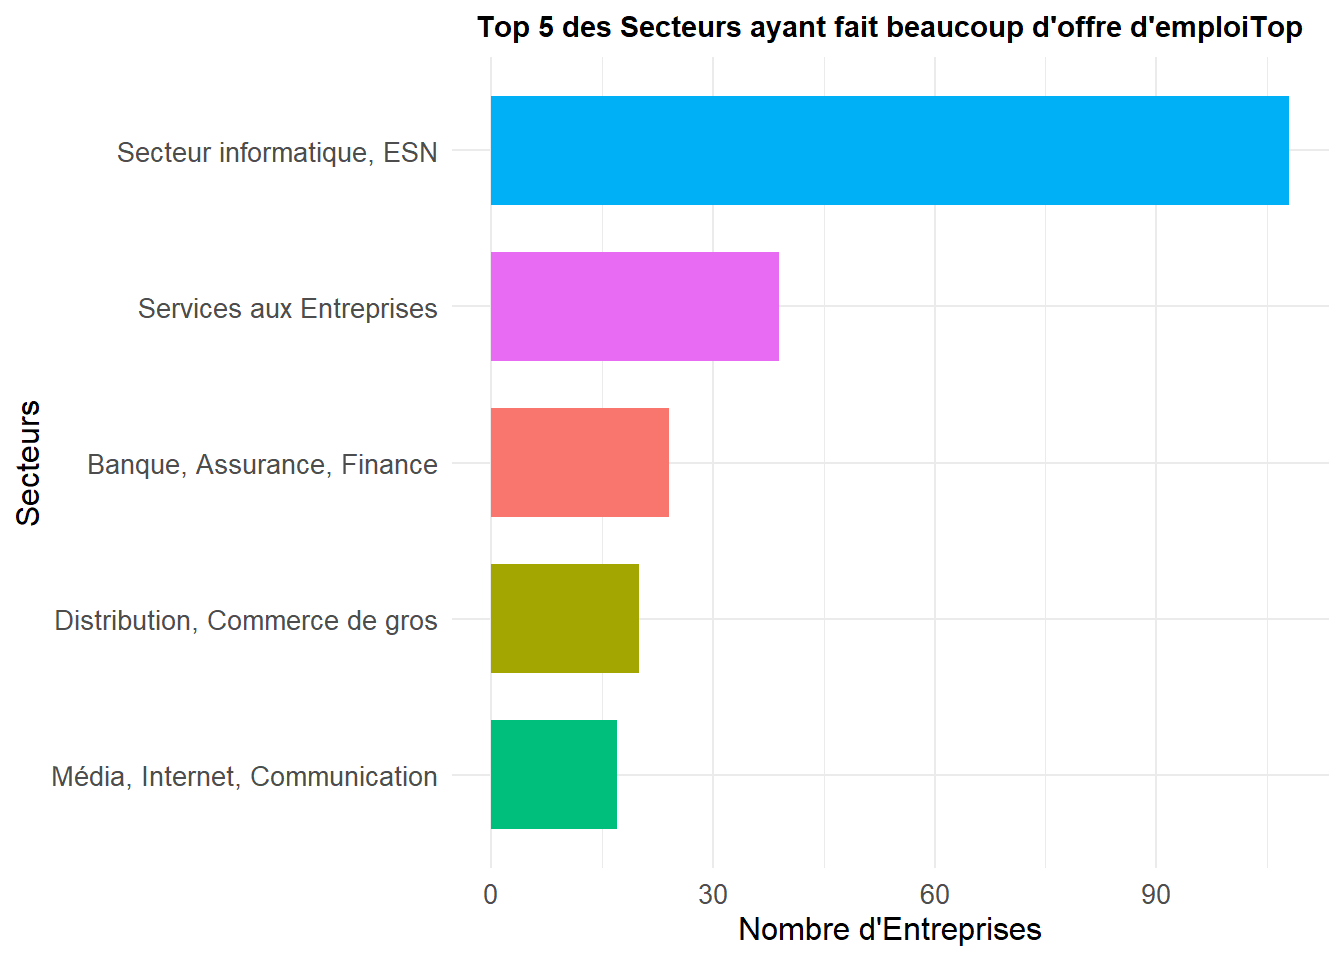 Top 5 des Secteurs ayant fait beaucoup d'offre d'emploiTop
Secteur informatique, ESN
Services aux Entreprises
Banque, Assurance, Finance
Distribution, Commerce de gros
Média, Internet, Communication
Secteurs
0 30 60 90
Nombre d'Entreprises